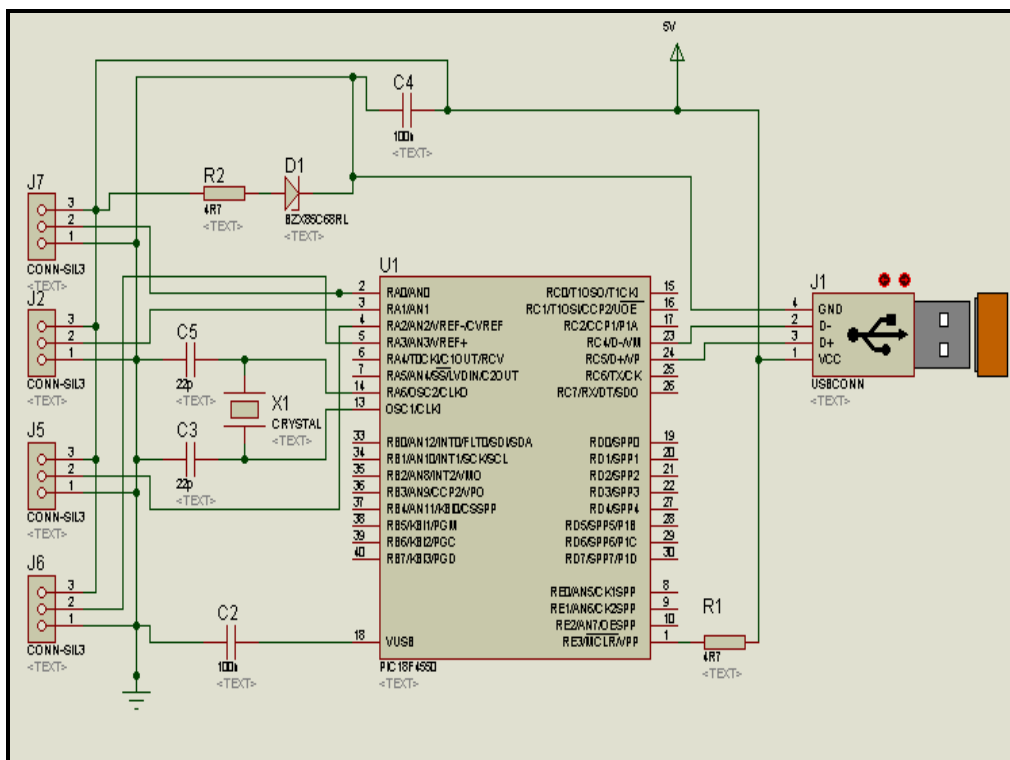 5V
C4
100n
<TEXT>
R2
4R7
<TEXT>
D1
BZX85C68RL
<TEXT>
J7
3
2
1
CONN-SIL3
<TEXT>
J2
3
2
1
CONN-SIL3
<TEXT>
J5
3
2
1
CONN-SIL3
<TEXT>
J6
3
2
1
CONN-SIL3
<TEXT>
C5
22p
<TEXT>
X1
CRYSTAL
<TEXT>
C3
22p
<TEXT>
C2
100n
<TEXT>
U1
2 RA0/AN0
3 RA1/AN1
4 RA2/AN2/VREF-/CVREF
5 RA3/AN3/VREF+
6 RA4/T0CKI/C1OUT/RCV
7 RA5/AN4/SS/LVDIN/C2OUT
14 RA6/OSC2/CLKO
13 OSC1/CLKI
33 RB0/AN12/INT0/FLT0/SDI/SDA
34 RB1/AN10/INT1/SCK/SCL
35 RB2/AN8/INT2/VMO
36 RB3/AN9/CCP2/VPO
37 RB4/AN11/KBI0/CSSPP
38 RB5/KBI1/PGM
39 RB6/KBI2/PGC
40 RB7/KBI3/PGD
18 VUSB
RC0/T1OSO/T1CKI 15
RC1/T1OSI/CCP2/UOE 16
RC2/CCP1/P1A 17
RC4/D-/VM 23
RC5/D+/VP 24
RC6/TX/CK 25
RC7/RX/DT/SDO 26
RD0/SPP0 19
RD1/SPP1 20
RD2/SPP2 21
RD3/SPP3 22
RD4/SPP4 27
RD5/SPP5/P1B 28
RD6/SPP6/P1C 29
RD7/SPP7/P1D 30
RE0/AN5/CK1SPP 8
RE1/AN6/CK2SPP 9
RE2/AN7/OESPP 10
RE3/MCLR/VPP 1
PIC18F4550
<TEXT>
R1
4R7
<TEXT>
J1
4 GND
2 D-
3 D+
1 VCC
USBCONN
<TEXT>